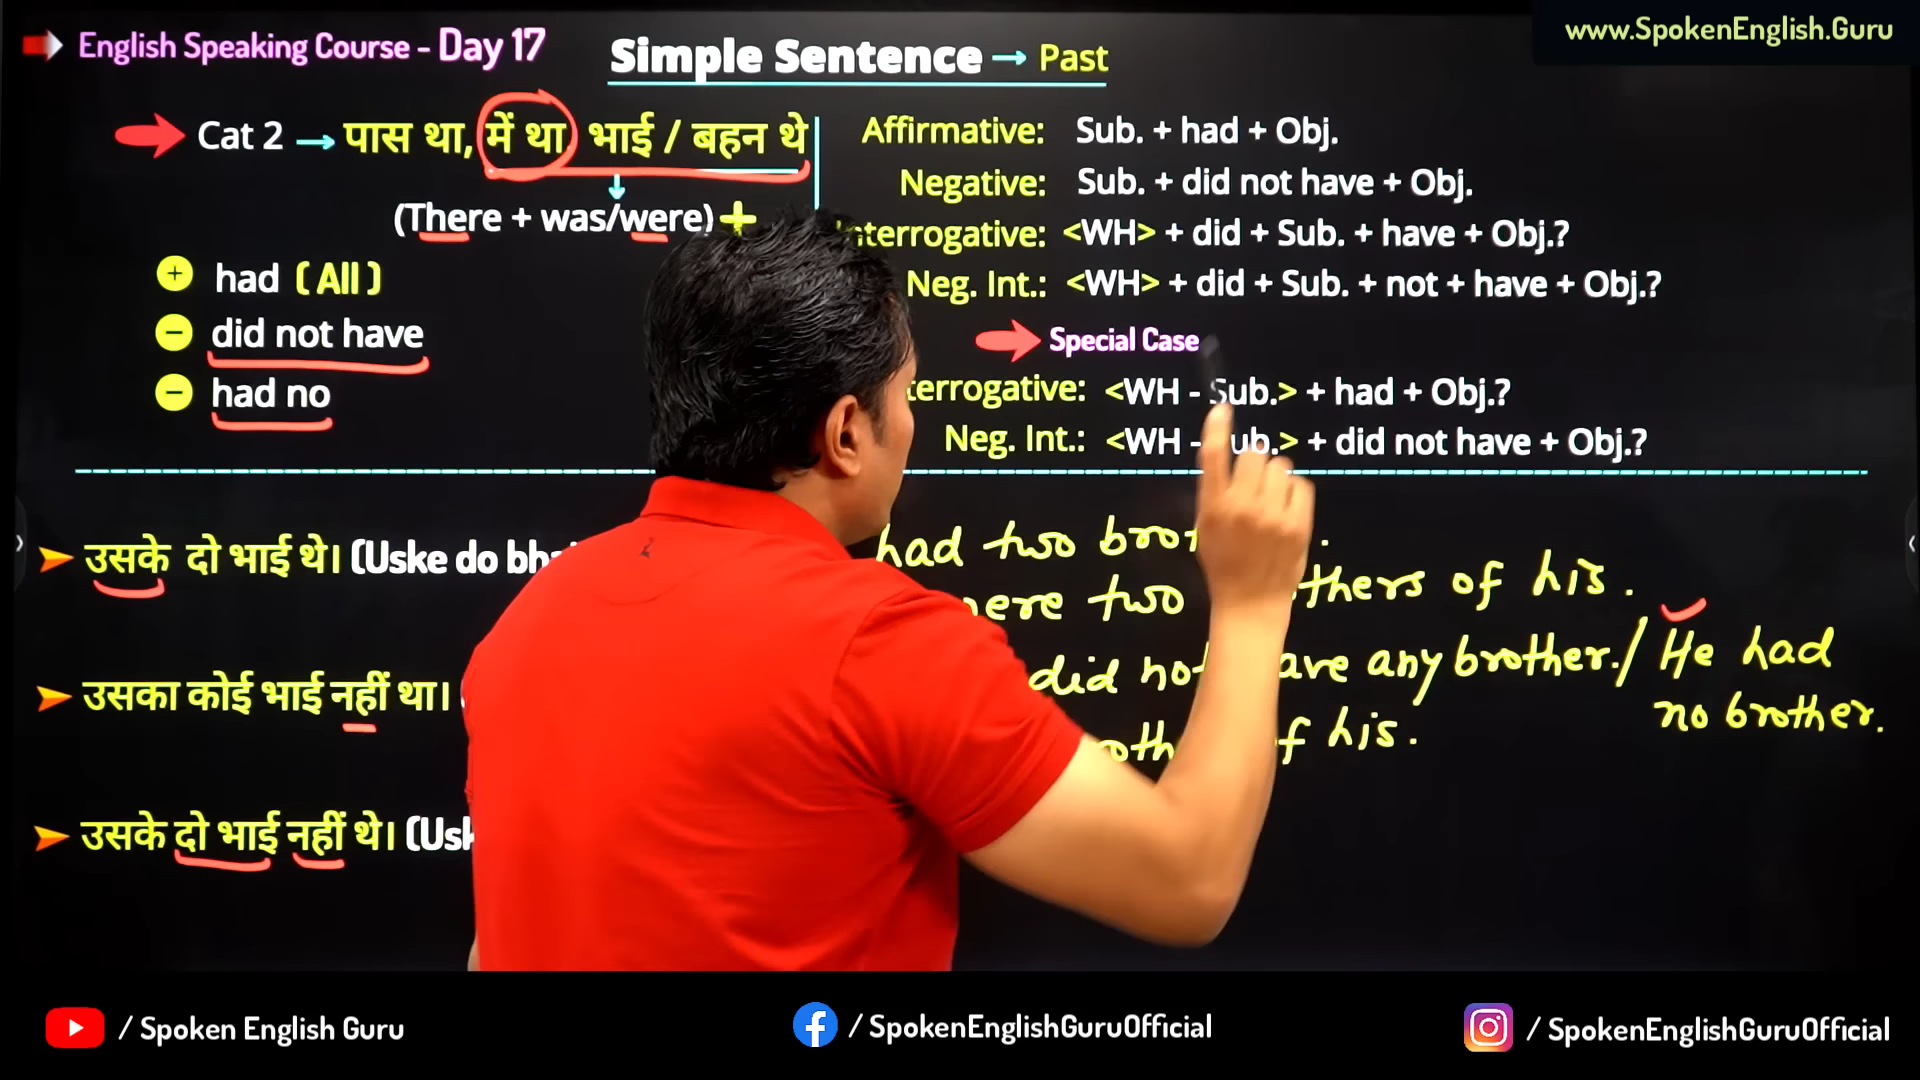 English Speaking Course - Day 17
Simple Sentence → Past
www.SpokenEnglish.Guru
Cat 2 → पास था, में था, भाई / बहन थे
(There + was/were) +
+ had ( All )
− did not have
− had no
Affirmative: Sub. + had + Obj.
Negative: Sub. + did not have + Obj.
Interrogative: <WH> + did + Sub. + have + Obj.?
Neg. Int.: <WH> + did + Sub. + not + have + Obj.?
Special Case
terrogative: <WH - Sub.> + had + Obj.?
Neg. Int.: <WH - Sub.> + did not have + Obj.?
उसके दो भाई थे। (Uske do bh
had two brot
ere two thers of his.
उसका कोई भाई नहीं था।
did not ave any brother./ He had
no brother.
oth f his.
उसके दो भाई नहीं थे। (Usk
/ Spoken English Guru
/ SpokenEnglishGuruOfficial
/ SpokenEnglishGuruOfficial